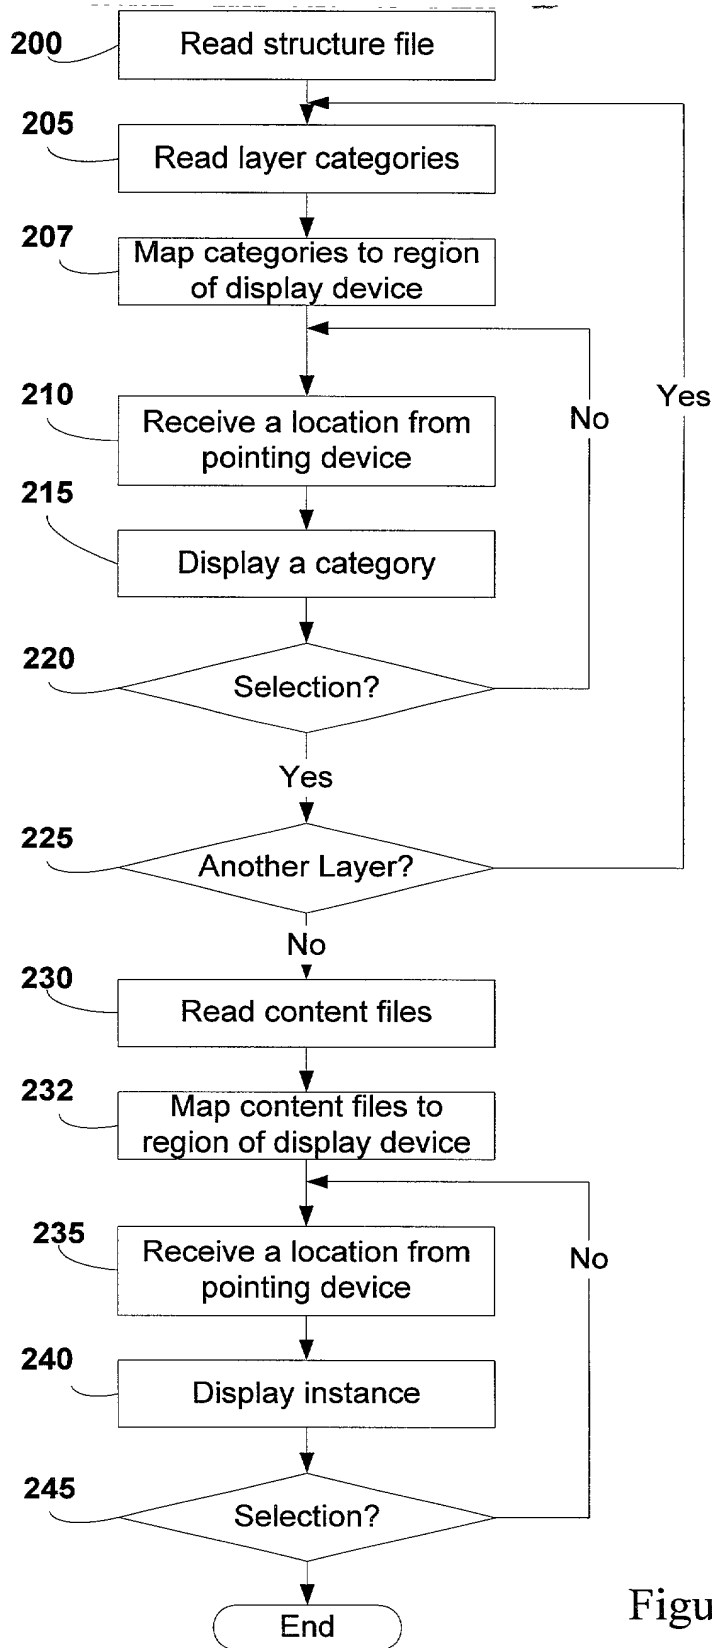 200
Read structure file
205
Read layer categories
207
Map categories to region
of display device
Yes
210
No
Receive a location from
pointing device
215
Display a category
220
Selection?
Yes
225
Another Layer?
No
230
Read content files
232
Map content files to
region of display device
235
No
Receive a location from
pointing device
240
Display instance
245
Selection?
End
Figu